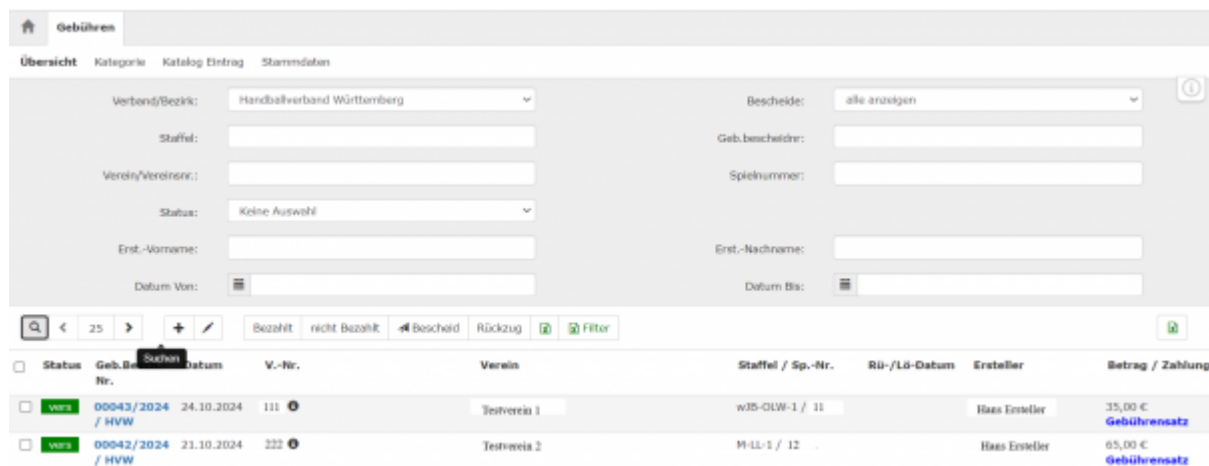 Gebühren
Übersicht Kategorie Katalog Eintrag Stammdaten
Verband/Bezirk: Handballverband Württemberg Bescheide: alle anzeigen
Staffel: Geb.bescheidnr:
Verein/Vereinsnr.: Spielnummer:
Status: Keine Auswahl
Erst.-Vorname: Erst.-Nachname:
Datum Von: Datum Bis:
25 Bezahlt nicht Bezahlt Bescheid Rückzug Filter
Suchen
Status Geb.Be Datum V.-Nr. Verein Staffel / Sp.-Nr. Rü-/Lö-Datum Ersteller Betrag / Zahlung
Nr.
vers 00043/2024 24.10.2024 111 Testverein 1 wJB-OLW-1 / 11 Hans Ersteller 35,00 €
/ HVW Gebührensatz
vers 00042/2024 21.10.2024 222 Testverein 2 M-LL-1 / 12 Hans Ersteller 65,00 €
/ HVW Gebührensatz